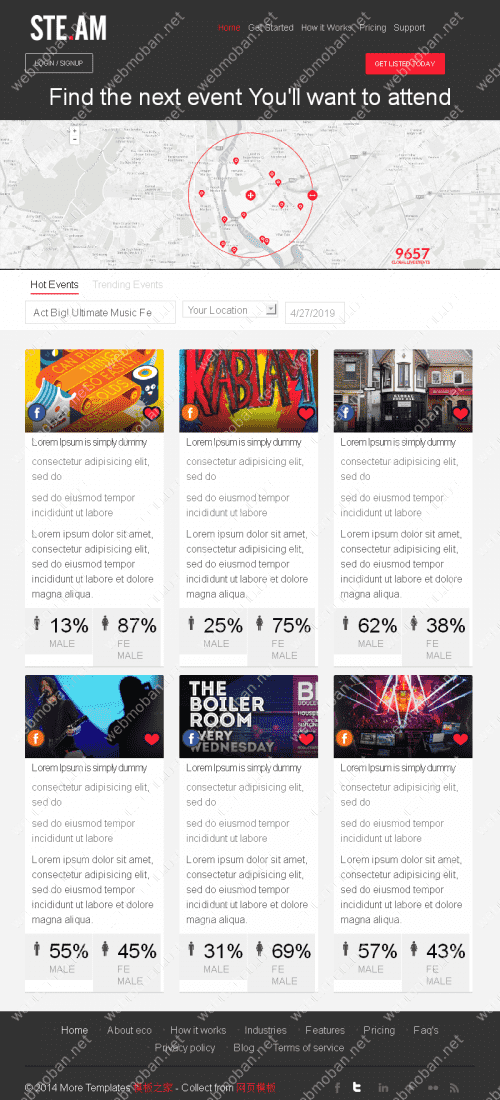 STE.AM
Home Get Started How it Works Pricing Support
LOGIN / SIGNUP
GET LISTED TODAY
Find the next event You'll want to attend
+
-
9657
GLOBAL LIVE EVENTS
Hot Events Trending Events
Act Big! Ultimate Music Fe
Your Location
4/27/2019
KABLAM
Lorem Ipsum is simply dummy
consectetur adipisicing elit,
sed do
sed do eiusmod tempor
incididunt ut labore
Lorem ipsum dolor sit amet,
consectetur adipisicing elit,
sed do eiusmod tempor
incididunt ut labore et dolore
magna aliqua.
13% 87%
MALE FE
MALE
Lorem Ipsum is simply dummy
consectetur adipisicing elit,
sed do
sed do eiusmod tempor
incididunt ut labore
Lorem ipsum dolor sit amet,
consectetur adipisicing elit,
sed do eiusmod tempor
incididunt ut labore et dolore
magna aliqua.
25% 75%
MALE FE
MALE
Lorem Ipsum is simply dummy
consectetur adipisicing elit,
sed do
sed do eiusmod tempor
incididunt ut labore
Lorem ipsum dolor sit amet,
consectetur adipisicing elit,
sed do eiusmod tempor
incididunt ut labore et dolore
magna aliqua.
62% 38%
MALE FE
MALE
THE
BOILER
ROOM
EVERY
WEDNESDAY
Lorem Ipsum is simply dummy
consectetur adipisicing elit,
sed do
sed do eiusmod tempor
incididunt ut labore
Lorem ipsum dolor sit amet,
consectetur adipisicing elit,
sed do eiusmod tempor
incididunt ut labore et dolore
magna aliqua.
55% 45%
MALE FE
MALE
Lorem Ipsum is simply dummy
consectetur adipisicing elit,
sed do
sed do eiusmod tempor
incididunt ut labore
Lorem ipsum dolor sit amet,
consectetur adipisicing elit,
sed do eiusmod tempor
incididunt ut labore et dolore
magna aliqua.
31% 69%
MALE FE
MALE
Lorem Ipsum is simply dummy
consectetur adipisicing elit,
sed do
sed do eiusmod tempor
incididunt ut labore
Lorem ipsum dolor sit amet,
consectetur adipisicing elit,
sed do eiusmod tempor
incididunt ut labore et dolore
magna aliqua.
57% 43%
MALE FE
MALE
Home · About eco · How it works · Industries · Features · Pricing · Faq's
· Privacy policy · Blog · Terms of service
© 2014 More Templates 模板之家 - Collect from 网页模板
webmoban.net